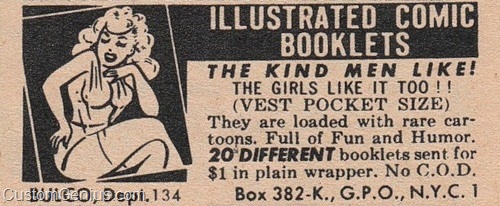 ILLUSTRATED COMIC
BOOKLETS
THE KIND MEN LIKE!
THE GIRLS LIKE IT TOO!!
(VEST POCKET SIZE)
They are loaded with rare car-
toons. Full of Fun and Humor.
20 DIFFERENT booklets sent for
$1 in plain wrapper. No C.O.D.
Dept. 134 Box 382-K., G.P.O., N.Y.C. 1
CustomGenius.com